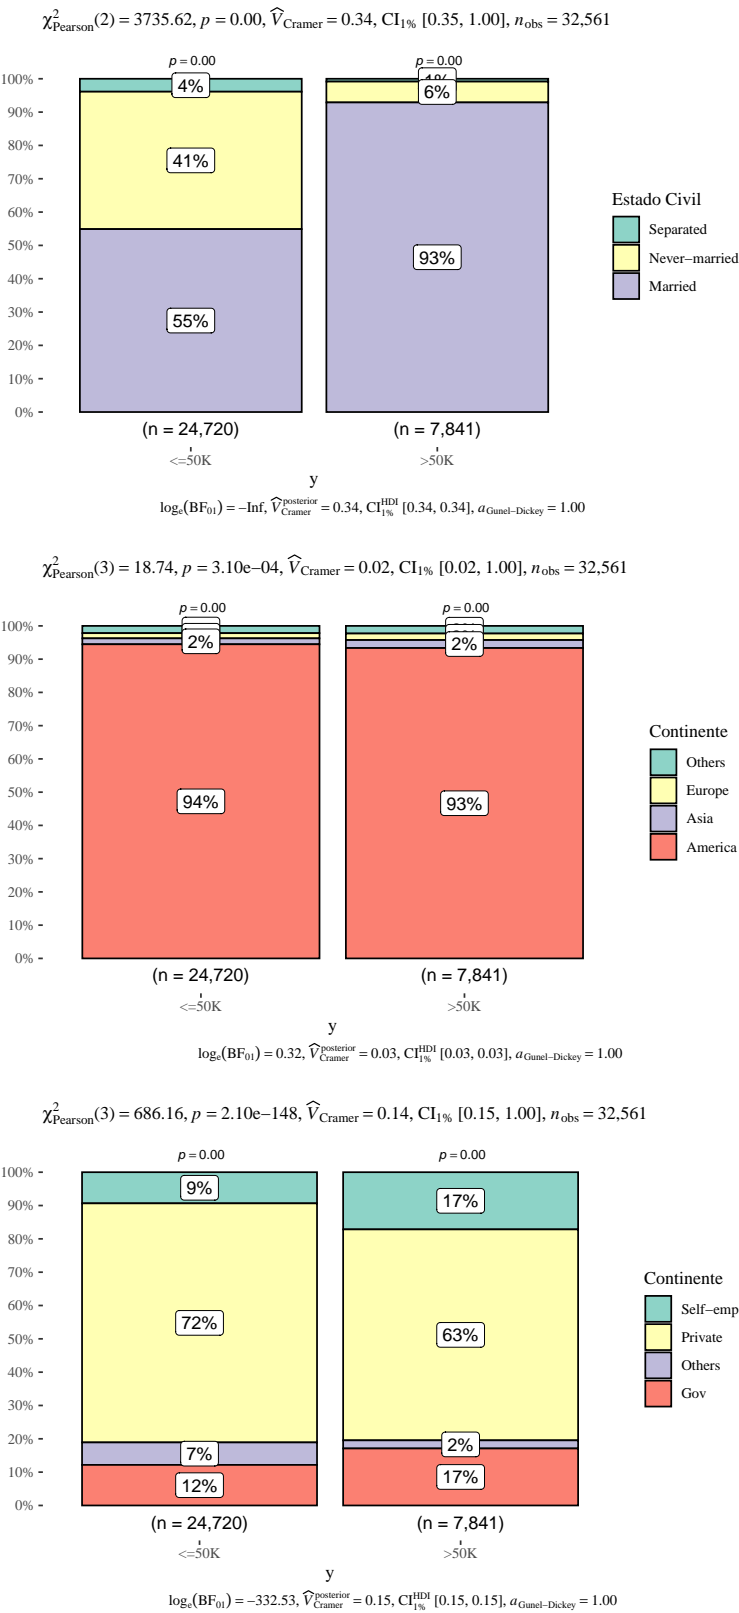 χ²Pearson(2) = 3735.62, p = 0.00, V̂Cramer = 0.34, CI1% [0.35, 1.00], nobs = 32,561
p = 0.00 p = 0.00
100%
90%
80%
70%
60%
50%
40%
30%
20%
10%
0%
4%
41%
55%
1%
6%
93%
Estado Civil
Separated
Never−married
Married
(n = 24,720) (n = 7,841)
<=50K >50K
y
loge(BF01) = −Inf, V̂posterior Cramer = 0.34, CIHDI 1% [0.34, 0.34], aGunel−Dickey = 1.00
χ²Pearson(3) = 18.74, p = 3.10e−04, V̂Cramer = 0.02, CI1% [0.02, 1.00], nobs = 32,561
p = 0.00 p = 0.00
100%
90%
80%
70%
60%
50%
40%
30%
20%
10%
0%
2%
94%
2%
93%
Continente
Others
Europe
Asia
America
(n = 24,720) (n = 7,841)
<=50K >50K
y
loge(BF01) = 0.32, V̂posterior Cramer = 0.03, CIHDI 1% [0.03, 0.03], aGunel−Dickey = 1.00
χ²Pearson(3) = 686.16, p = 2.10e−148, V̂Cramer = 0.14, CI1% [0.15, 1.00], nobs = 32,561
p = 0.00 p = 0.00
100%
90%
80%
70%
60%
50%
40%
30%
20%
10%
0%
9%
72%
7%
12%
17%
63%
2%
17%
Continente
Self−emp
Private
Others
Gov
(n = 24,720) (n = 7,841)
<=50K >50K
y
loge(BF01) = −332.53, V̂posterior Cramer = 0.15, CIHDI 1% [0.15, 0.15], aGunel−Dickey = 1.00